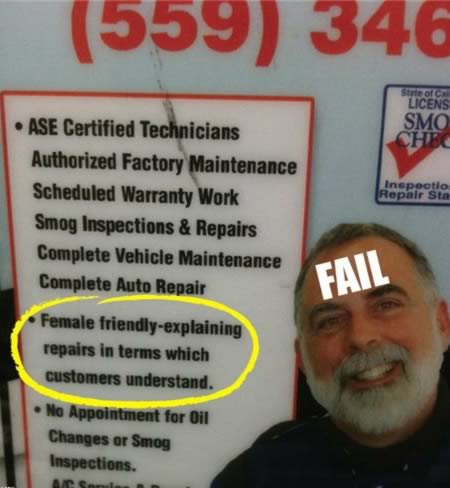 (559) 346
• ASE Certified Technicians
Authorized Factory Maintenance
Scheduled Warranty Work
Smog Inspections & Repairs
Complete Vehicle Maintenance
Complete Auto Repair
• Female friendly-explaining
repairs in terms which
customers understand.
• No Appointment for Oil
Changes or Smog
Inspections.
A/C Service &
State of Cal
LICENS
SMO
CHEC
Inspectio
Repair Sta
FAIL